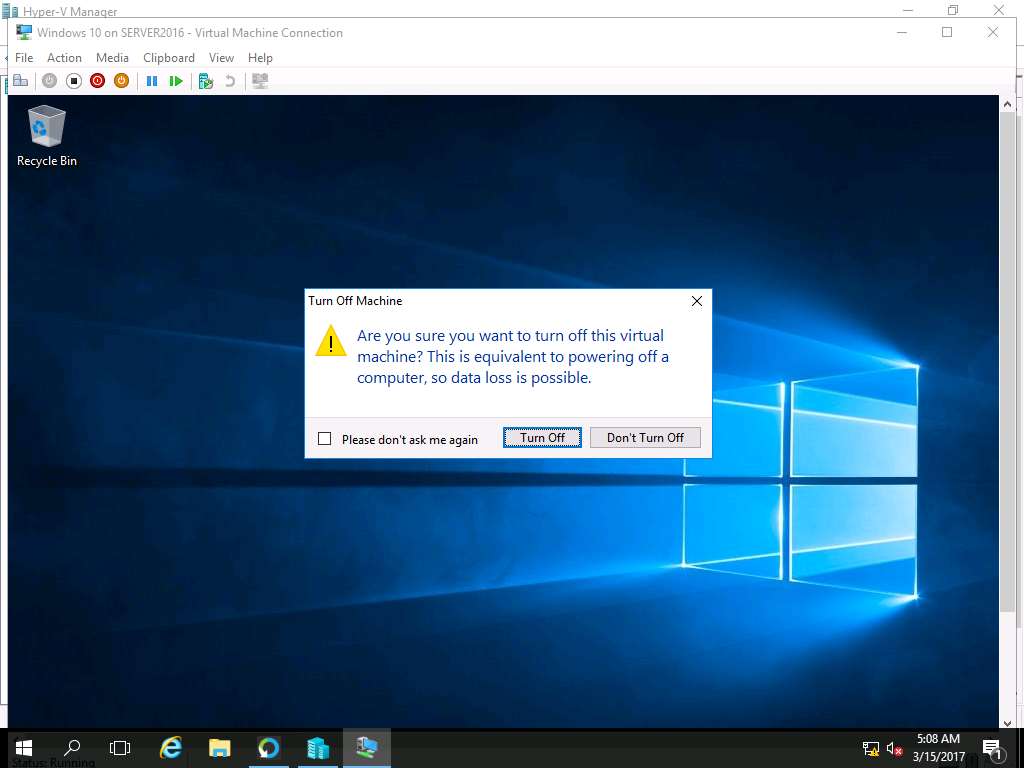 Hyper-V Manager
Windows 10 on SERVER2016 - Virtual Machine Connection
File Action Media Clipboard View Help
Recycle Bin
Turn Off Machine
Are you sure you want to turn off this virtual
machine? This is equivalent to powering off a
computer, so data loss is possible.
Please don't ask me again
Turn Off
Don't Turn Off
5:08 AM
3/15/2017
1
Status: Running